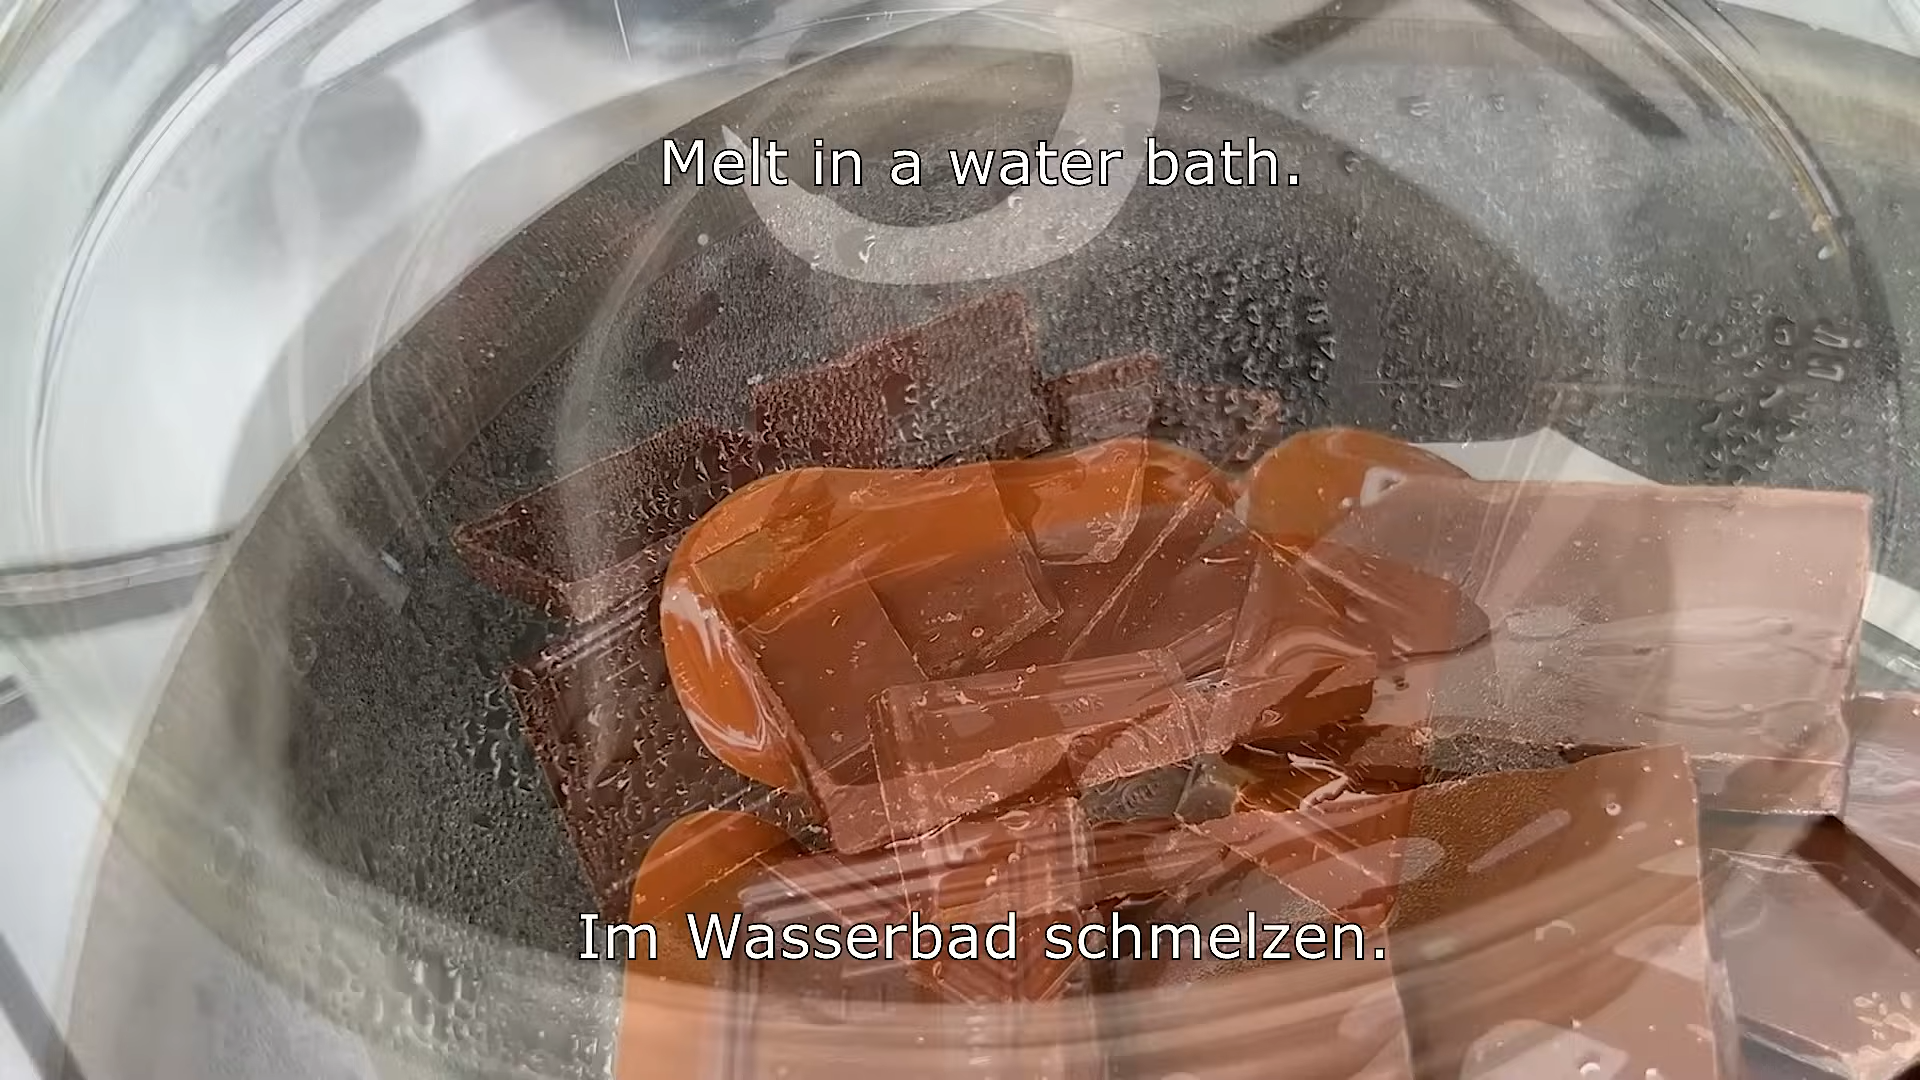 Melt in a water bath.
Im Wasserbad schmelzen.